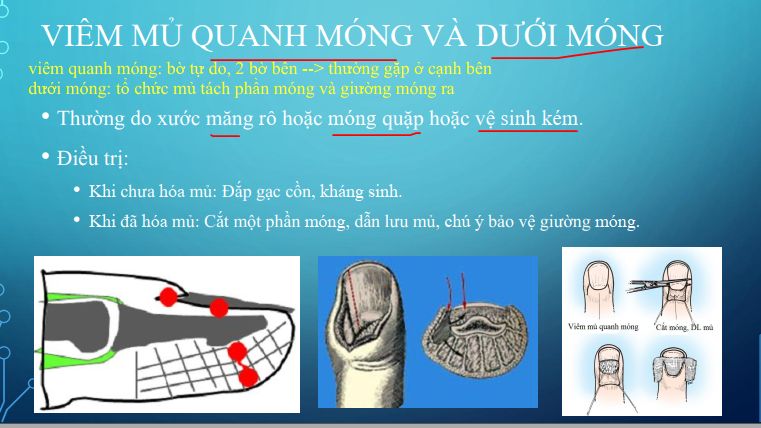 VIÊM MỦ QUANH MÓNG VÀ DƯỚI MÓNG
viêm quanh móng: bờ tự do, 2 bờ bên --> thường gặp ở cạnh bên
dưới móng: tổ chức mủ tách phần móng và giường móng ra
• Thường do xước măng rô hoặc móng quặp hoặc vệ sinh kém.
• Điều trị:
• Khi chưa hóa mủ: Đắp gạc cồn, kháng sinh.
• Khi đã hóa mủ: Cắt một phần móng, dẫn lưu mủ, chú ý bảo vệ giường móng.
Viêm mủ quanh móng
Cắt móng, DL mủ